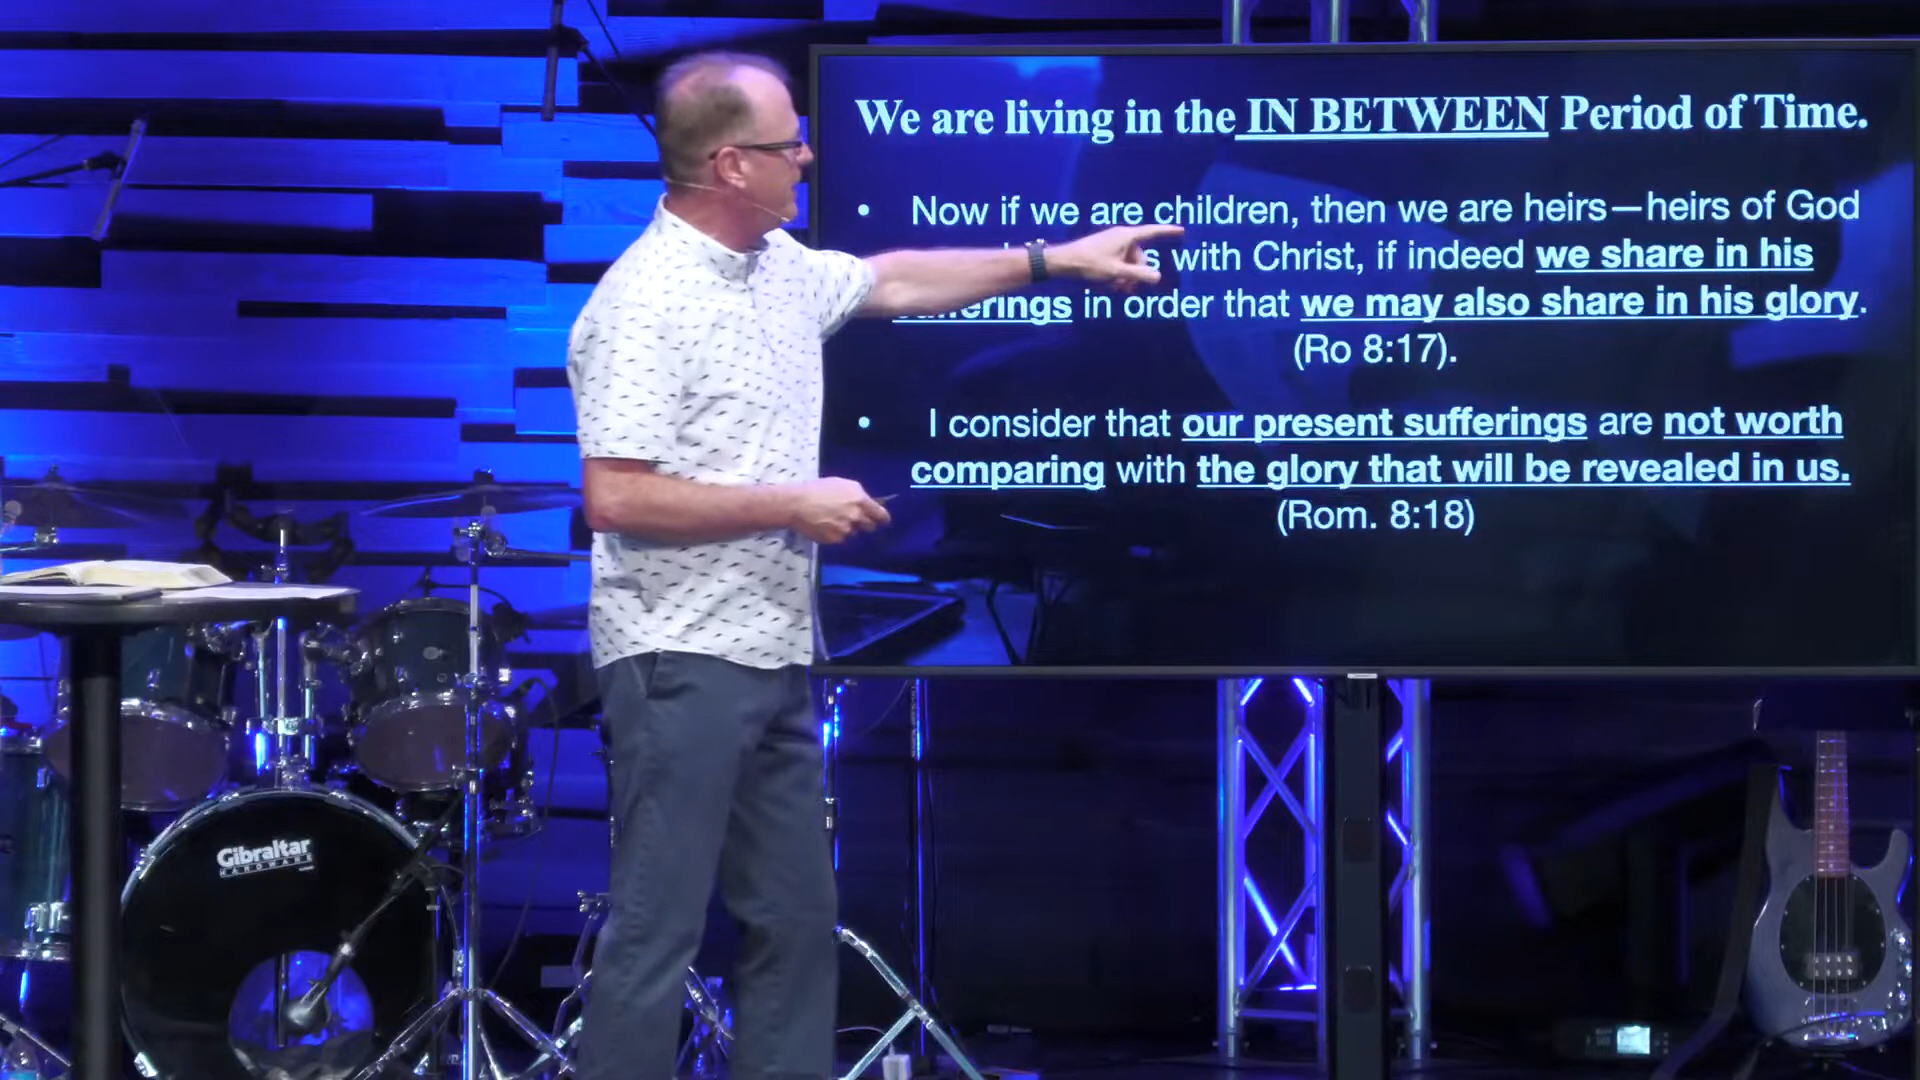 We are living in the IN BETWEEN Period of Time.
• Now if we are children, then we are heirs—heirs of God
with Christ, if indeed we share in his
in order that we may also share in his glory.
(Ro 8:17).
• I consider that our present sufferings are not worth
comparing with the glory that will be revealed in us.
(Rom. 8:18)
Gibraltar
HARDWARE